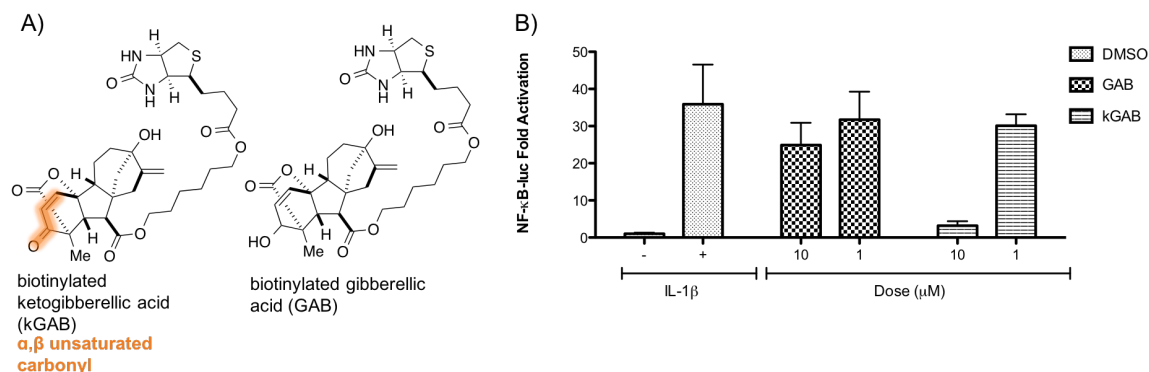 A)
H
HN
S
O
N
H
H
O
OH
O
O
H
O
O
H
O
O
Me
biotinylated
ketogibberellic acid
(kGAB)
α,β unsaturated
carbonyl
H
HN
S
O
N
H
H
O
OH
O
O
H
O
H
O
HO
Me
O
biotinylated gibberellic
acid (GAB)
B)
NF-κB-luc Fold Activation
50
40
30
20
10
0
- + 10 1 10 1
IL-1β
Dose (μM)
DMSO
GAB
kGAB